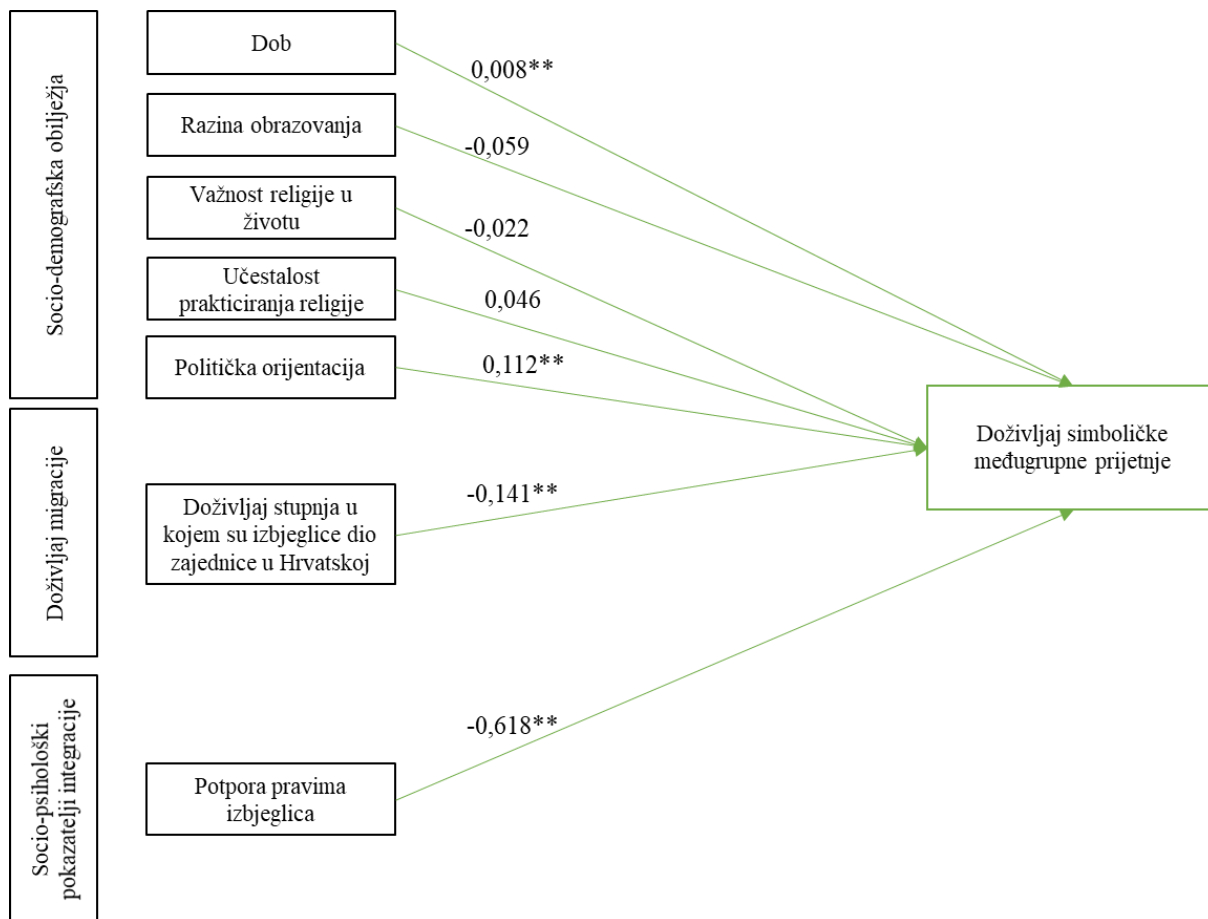 Socio-demografska obilježja
Dob
0,008**
Razina obrazovanja
-0,059
Važnost religije u
životu
-0,022
Učestalost
prakticiranja religije
0,046
Politička orijentacija
0,112**
Doživljaj migracije
Doživljaj stupnja u
kojem su izbjeglice dio
zajednice u Hrvatskoj
-0,141**
Socio-psihološki
pokazatelji integracije
Potpora pravima
izbjeglica
-0,618**
Doživljaj simboličke
međugrupne prijetnje